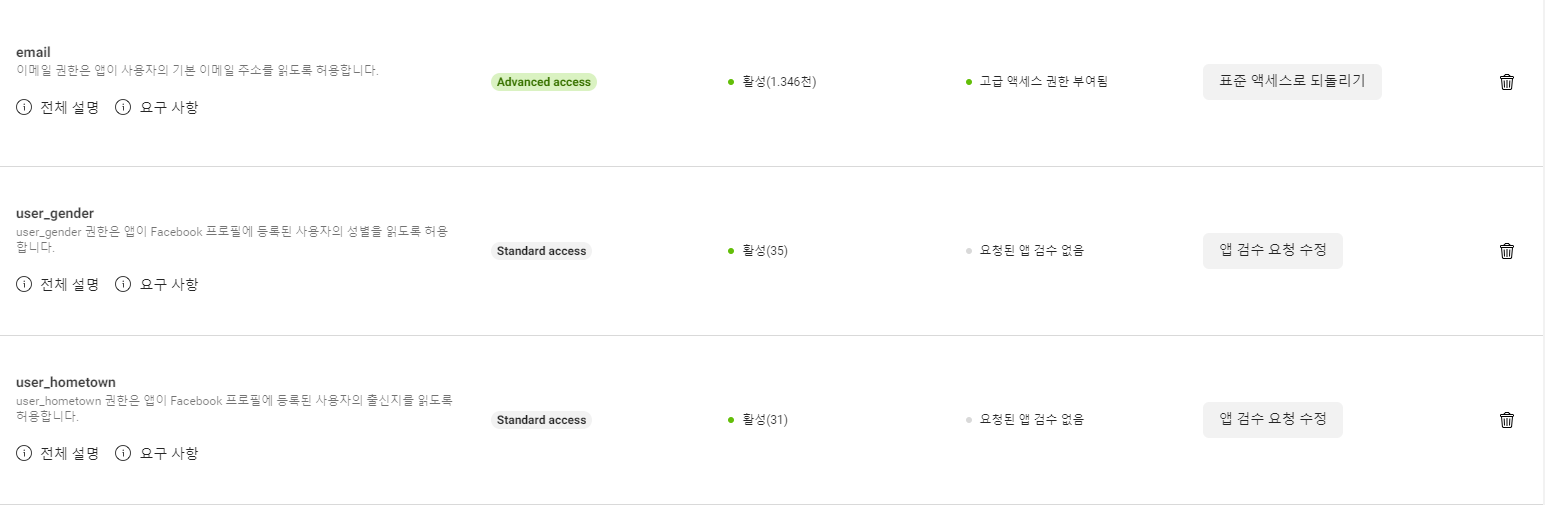 email
이메일 권한은 앱이 사용자의 기본 이메일 주소를 읽도록 허용합니다.
Advanced access
활성(1.346천)
고급 액세스 권한 부여됨
표준 액세스로 되돌리기
전체 설명
요구 사항
user_gender
user_gender 권한은 앱이 Facebook 프로필에 등록된 사용자의 성별을 읽도록 허용
합니다.
Standard access
활성(35)
요청된 앱 검수 없음
앱 검수 요청 수정
전체 설명
요구 사항
user_hometown
user_hometown 권한은 앱이 Facebook 프로필에 등록된 사용자의 출신지를 읽도록
허용합니다.
Standard access
활성(31)
요청된 앱 검수 없음
앱 검수 요청 수정
전체 설명
요구 사항